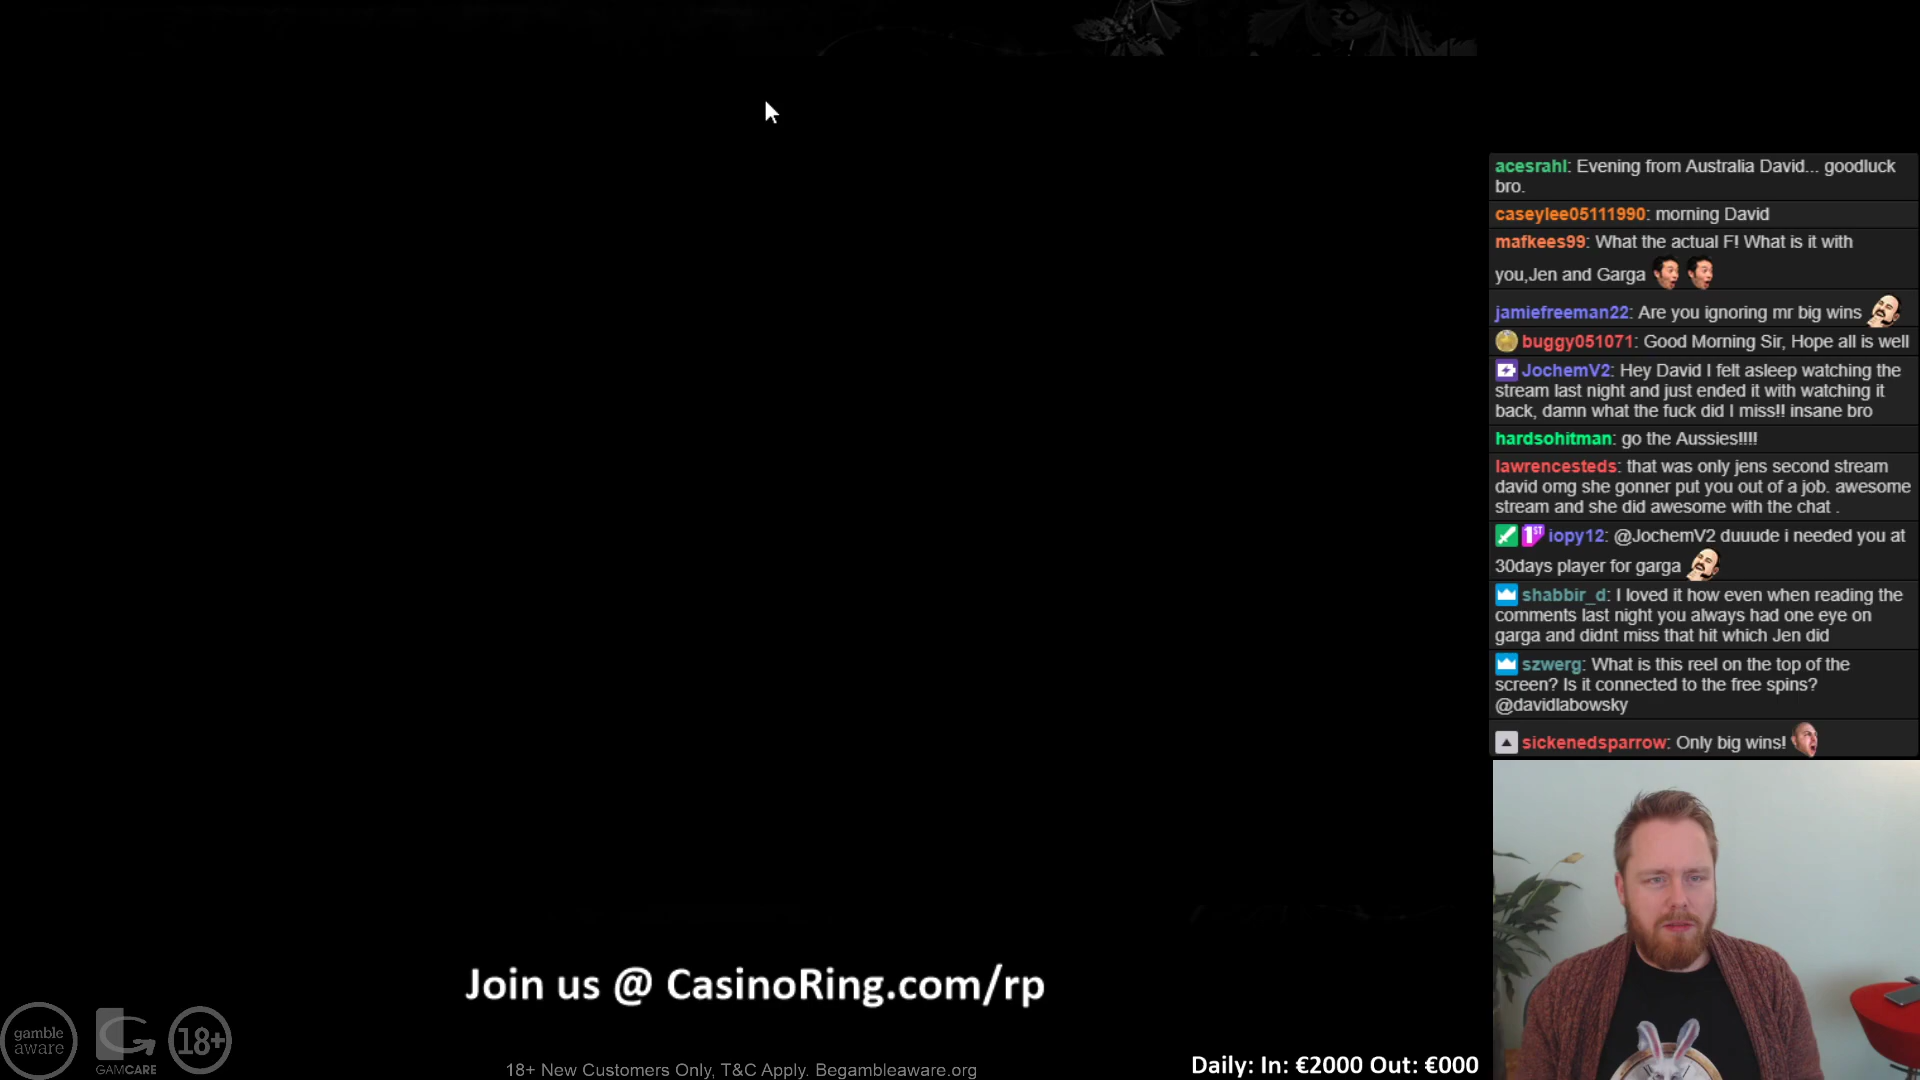 acesrahl: Evening from Australia David... goodluck
bro.
caseylee05111990: morning David
mafkees99: What the actual F! What is it with
you,Jen and Garga
jamiefreeman22: Are you ignoring mr big wins
buggy051071: Good Morning Sir, Hope all is well
JochemV2: Hey David I felt asleep watching the
stream last night and just ended it with watching it
back, damn what the fuck did I miss!! insane bro
hardsohitman: go the Aussies!!!!
lawrencesteds: that was only jens second stream
david omg she gonner put you out of a job. awesome
stream and she did awesome with the chat .
1ST iopy12: @JochemV2 duuude i needed you at
30days player for garga
shabbir_d: I loved it how even when reading the
comments last night you always had one eye on
garga and didnt miss that hit which Jen did
szwerg: What is this reel on the top of the
screen? Is it connected to the free spins?
@davidlabowsky
sickenedsparrow: Only big wins!
Join us @ CasinoRing.com/rp
gamble
aware
GAMCARE
18+
18+ New Customers Only, T&C Apply. Begambleaware.org
Daily: In: €2000 Out: €000